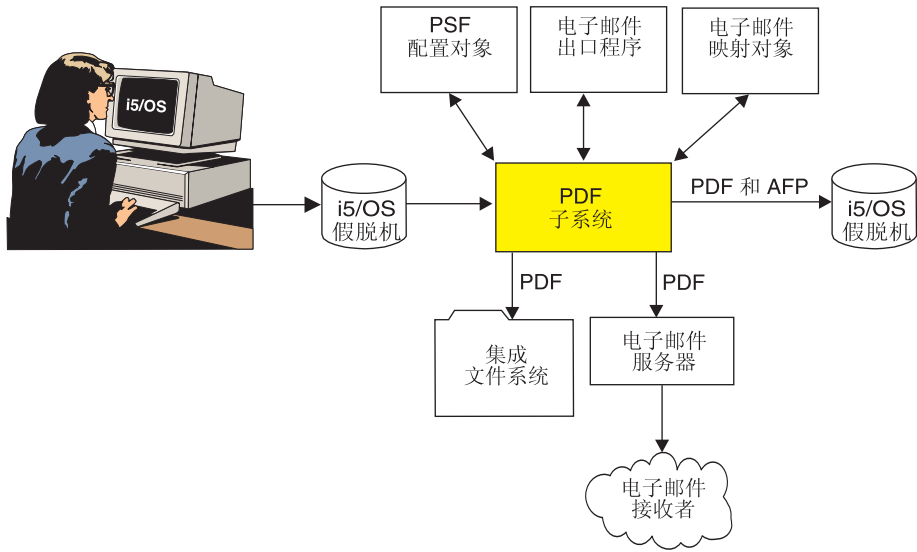 PSF
配置对象
电子邮件
出口程序
电子邮件
映射对象
i5/OS
i5/OS
假脱机
PDF
子系统
PDF 和 AFP
i5/OS
假脱机
PDF
PDF
集成
文件系统
电子邮件
服务器
电子邮件
接收者